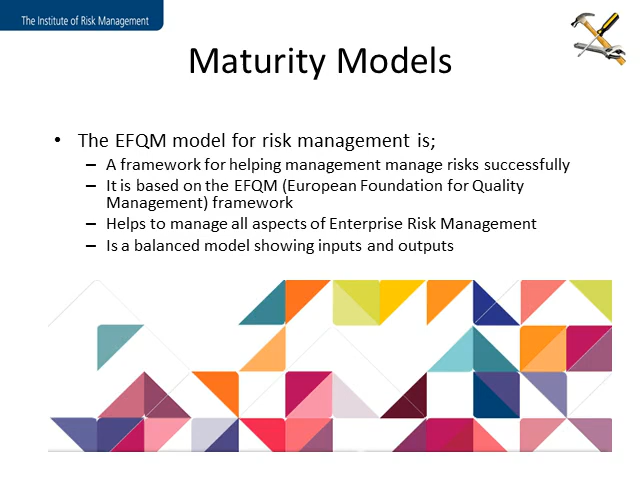 The Institute of Risk Management
Maturity Models
• The EFQM model for risk management is;
– A framework for helping management manage risks successfully
– It is based on the EFQM (European Foundation for Quality
Management) framework
– Helps to manage all aspects of Enterprise Risk Management
– Is a balanced model showing inputs and outputs